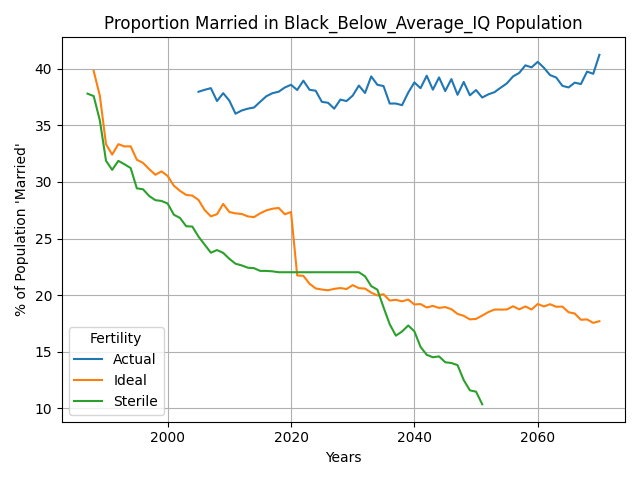 Proportion Married in Black_Below_Average_IQ Population
% of Population 'Married'
40
35
30
25
20
15
10
Fertility
Actual
Ideal
Sterile
2000
2020
2040
2060
Years